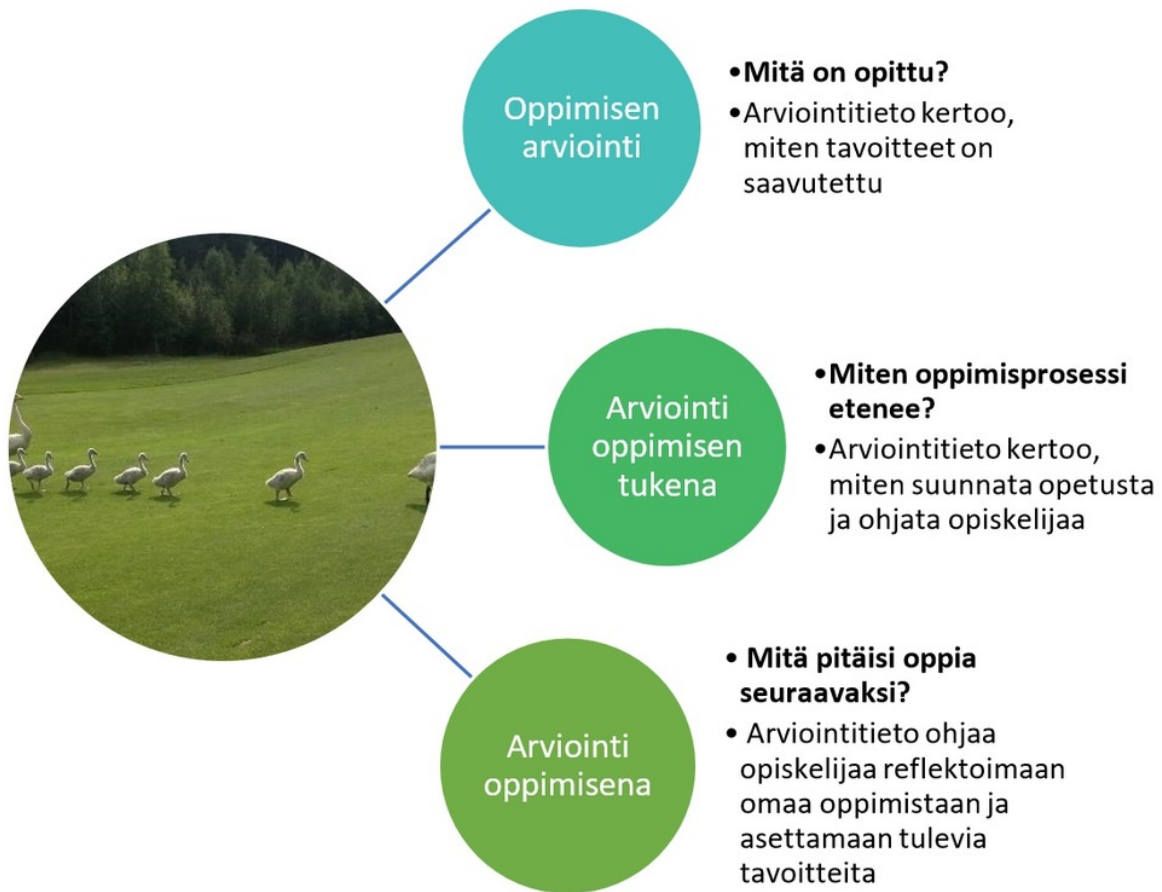 Oppimisen
arviointi
•Mitä on opittu?
•Arviointitieto kertoo,
miten tavoitteet on
saavutettu
Arviointi
oppimisen
tukena
•Miten oppimisprosessi
etenee?
•Arviointitieto kertoo,
miten suunnata opetusta
ja ohjata opiskelijaa
Arviointi
oppimisena
• Mitä pitäisi oppia
seuraavaksi?
• Arviointitieto ohjaa
opiskelijaa reflektoimaan
omaa oppimistaan ja
asettamaan tulevia
tavoitteita